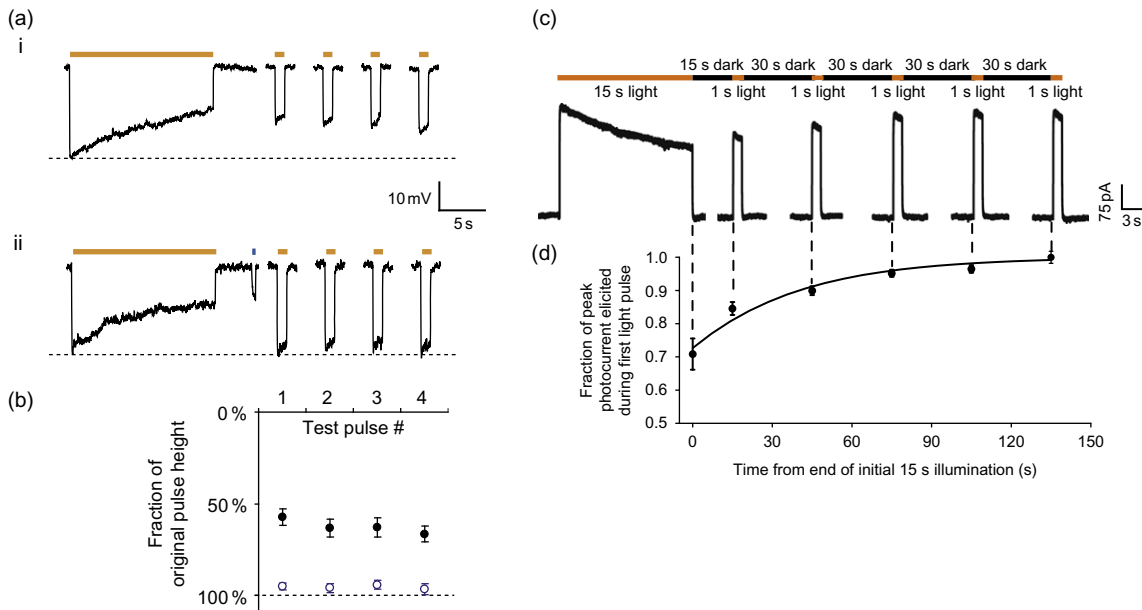 (a)
i
10 mV
5 s
ii
(b)
1 2 3 4
Test pulse #
0 %
50 %
100 %
Fraction of
original pulse height
(c)
15 s dark 30 s dark 30 s dark 30 s dark 30 s dark
15 s light 1 s light 1 s light 1 s light 1 s light 1 s light
75 pA
3 s
(d)
1.0
0.9
0.8
0.7
0.6
0.5
Fraction of peak
photocurrent elicited
during first light pulse
0 30 60 90 120 150
Time from end of initial 15 s illumination (s)